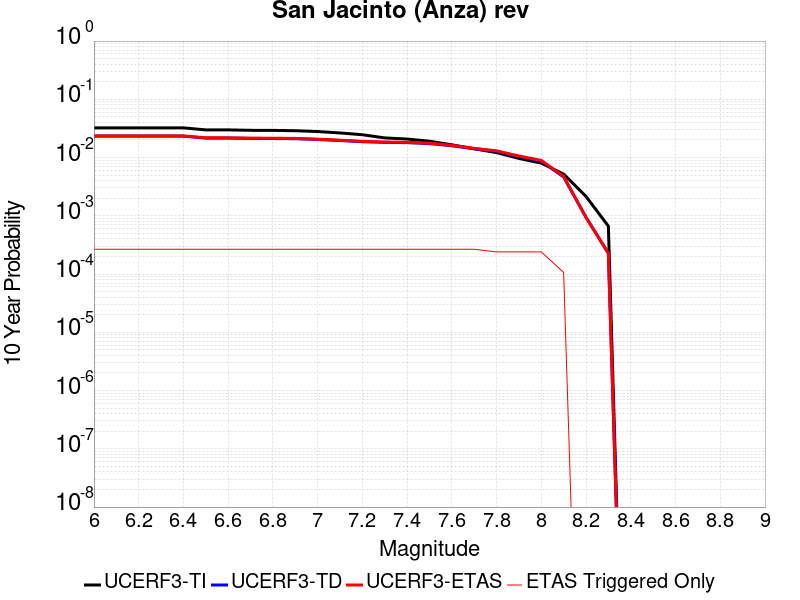 San Jacinto (Anza) rev
10^0
10^-1
10^-2
10^-3
10^-4
10^-5
10^-6
10^-7
10^-8
10 Year Probability
6 6.2 6.4 6.6 6.8 7 7.2 7.4 7.6 7.8 8 8.2 8.4 8.6 8.8 9
Magnitude
UCERF3-TI UCERF3-TD UCERF3-ETAS ETAS Triggered Only